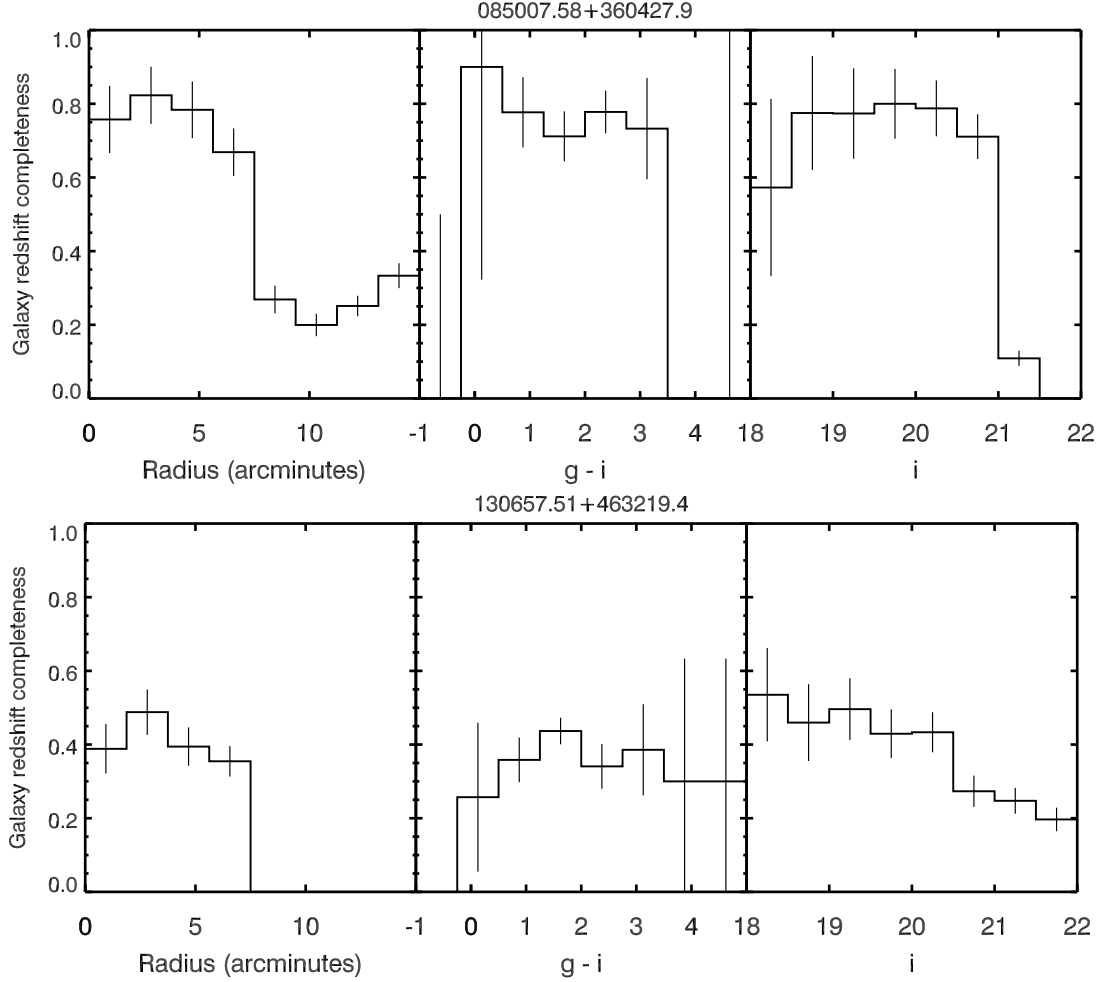 085007.58+360427.9
Galaxy redshift completeness
1.0
0.8
0.6
0.4
0.2
0.0
0 5 10 -1 0 1 2 3 4 18 19 20 21 22
Radius (arcminutes) g - i i
130657.51+463219.4
Galaxy redshift completeness
1.0
0.8
0.6
0.4
0.2
0.0
0 5 10 -1 0 1 2 3 4 18 19 20 21 22
Radius (arcminutes) g - i i